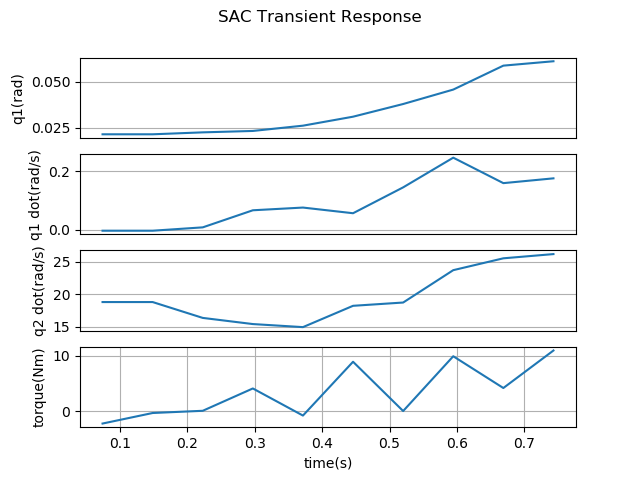 SAC Transient Response
q1(rad)
0.050
0.025
q1 dot(rad/s)
0.2
0.0
q2 dot(rad/s)
25
20
15
torque(Nm)
10
0
0.1 0.2 0.3 0.4 0.5 0.6 0.7
time(s)